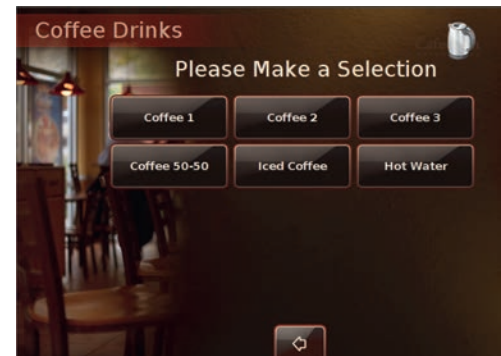 Coffee Drinks
Please Make a Selection
Coffee 1 Coffee 2 Coffee 3
Coffee 50-50 Iced Coffee Hot Water